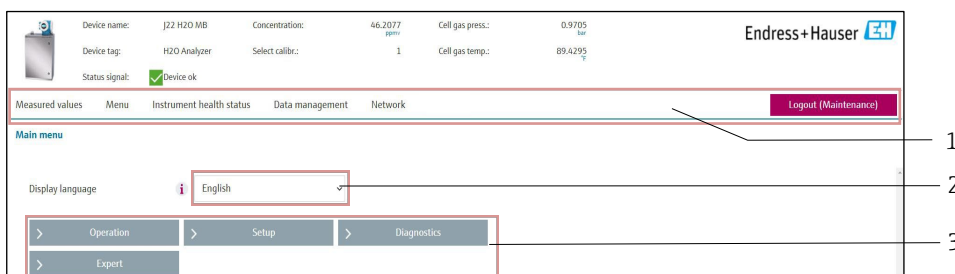 Device name: J22 H2O MB Concentration: 46.2077 ppmv Cell gas press.: 0.9705 bar
Endress+Hauser EH
Device tag: H2O Analyzer Select calibr.: 1 Cell gas temp.: 89.4295 °F
Status signal: Device ok
Measured values Menu Instrument health status Data management Network Logout (Maintenance)
1
Main menu
Display language i English
2
> Operation > Setup > Diagnostics
3
> Expert